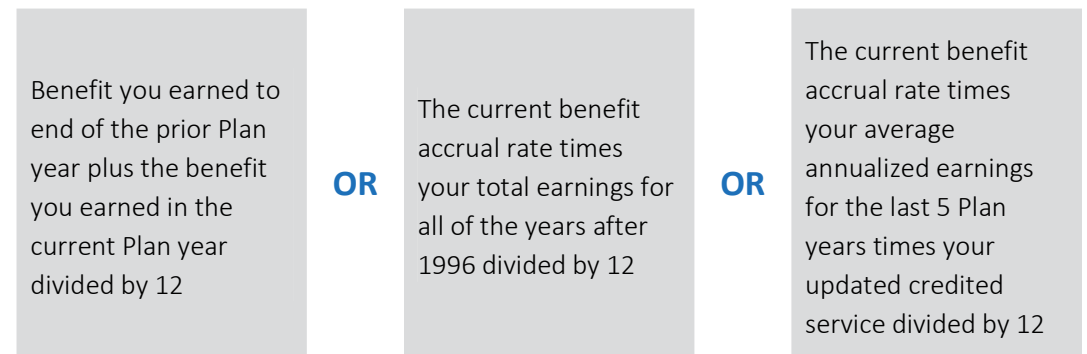 Benefit you earned to
end of the prior Plan
year plus the benefit
you earned in the
current Plan year
divided by 12
OR
The current benefit
accrual rate times
your total earnings for
all of the years after
1996 divided by 12
OR
The current benefit
accrual rate times
your average
annualized earnings
for the last 5 Plan
years times your
updated credited
service divided by 12